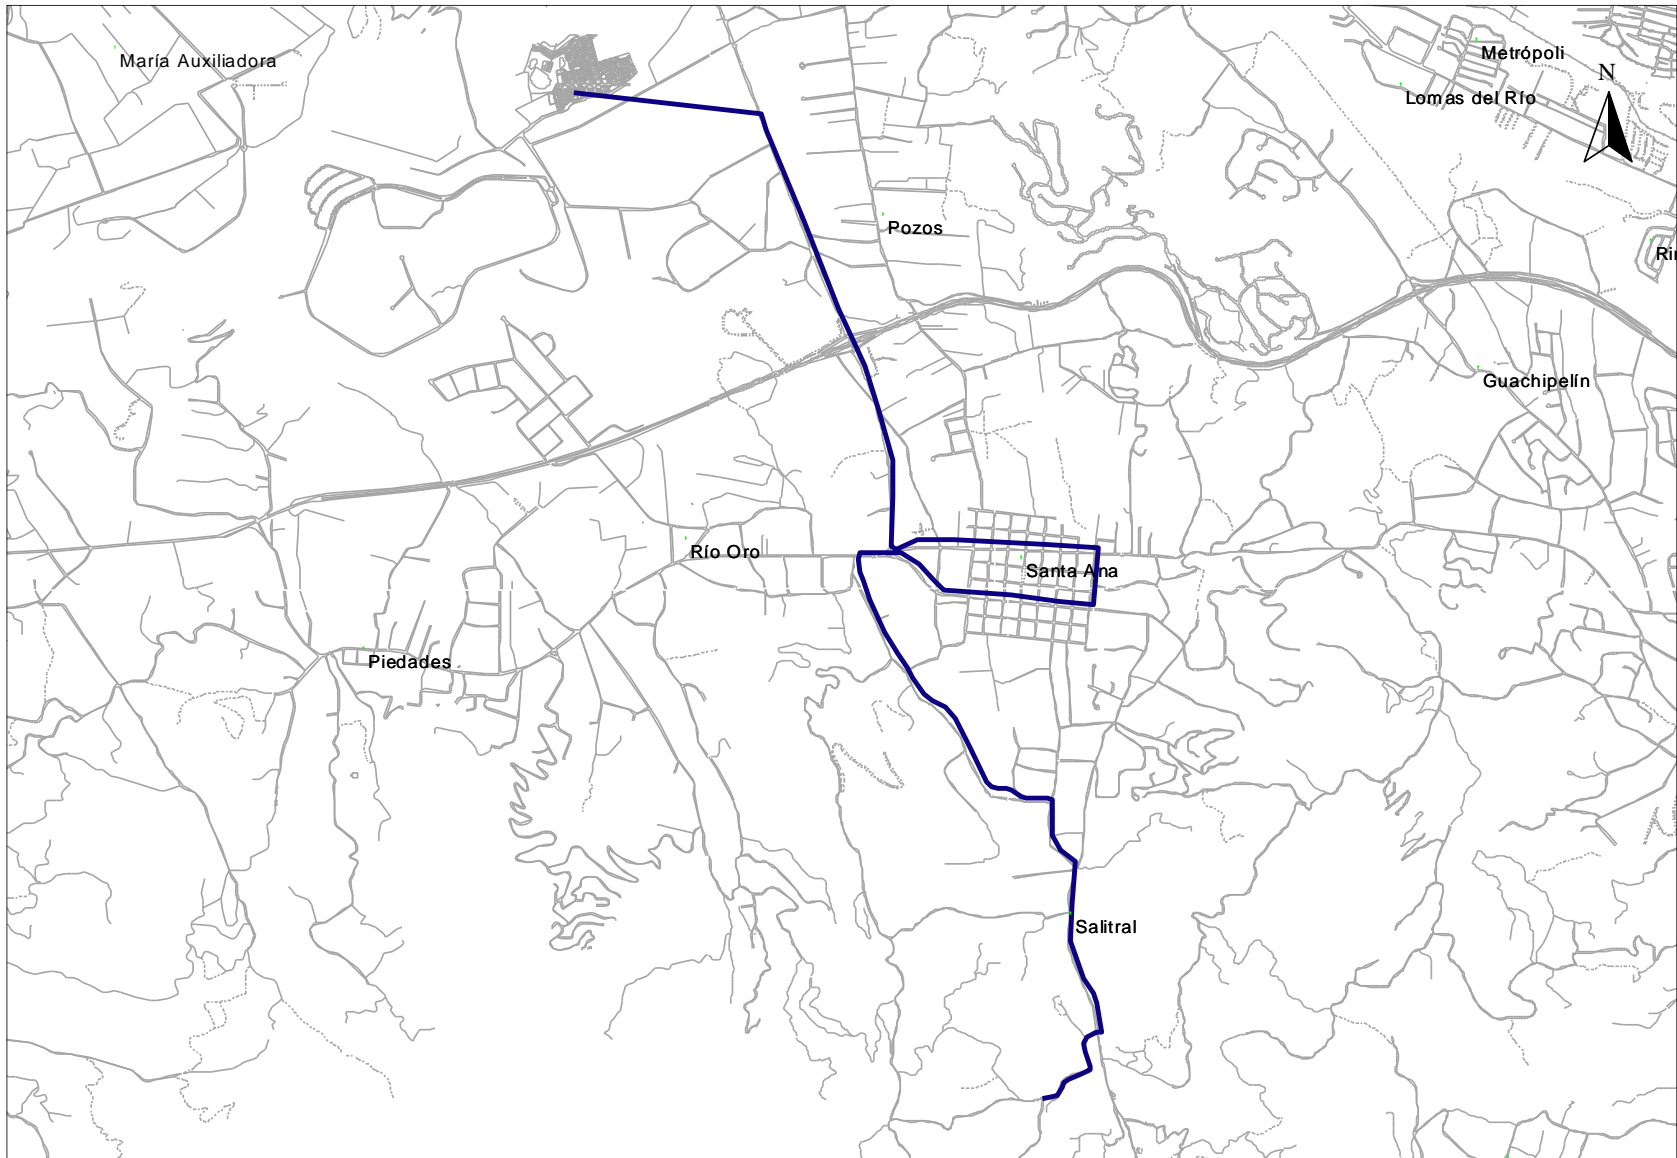 María Auxiliadora
Metrópoli
N
Lomas del Río
Pozos
Guachipelín
Río Oro
Santa Ana
Piedades
Salitral